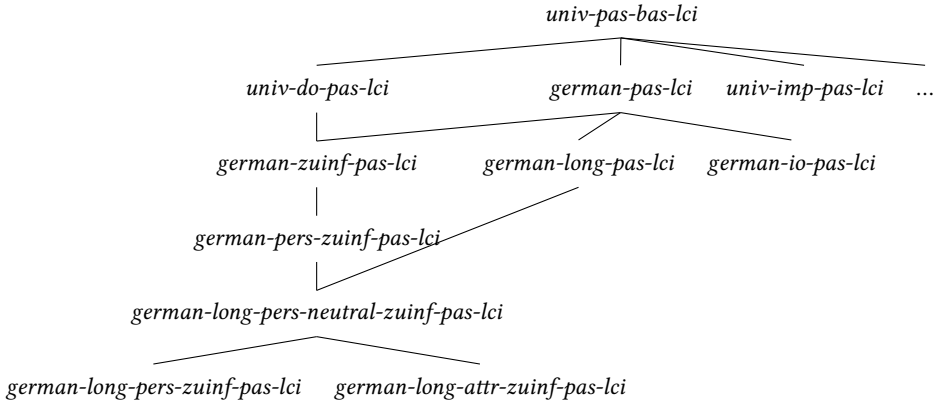 univ-pas-bas-lci
univ-do-pas-lci german-pas-lci univ-imp-pas-lci ...
german-zuinf-pas-lci german-long-pas-lci german-io-pas-lci
german-pers-zuinf-pas-lci
german-long-pers-neutral-zuinf-pas-lci
german-long-pers-zuinf-pas-lci german-long-attr-zuinf-pas-lci